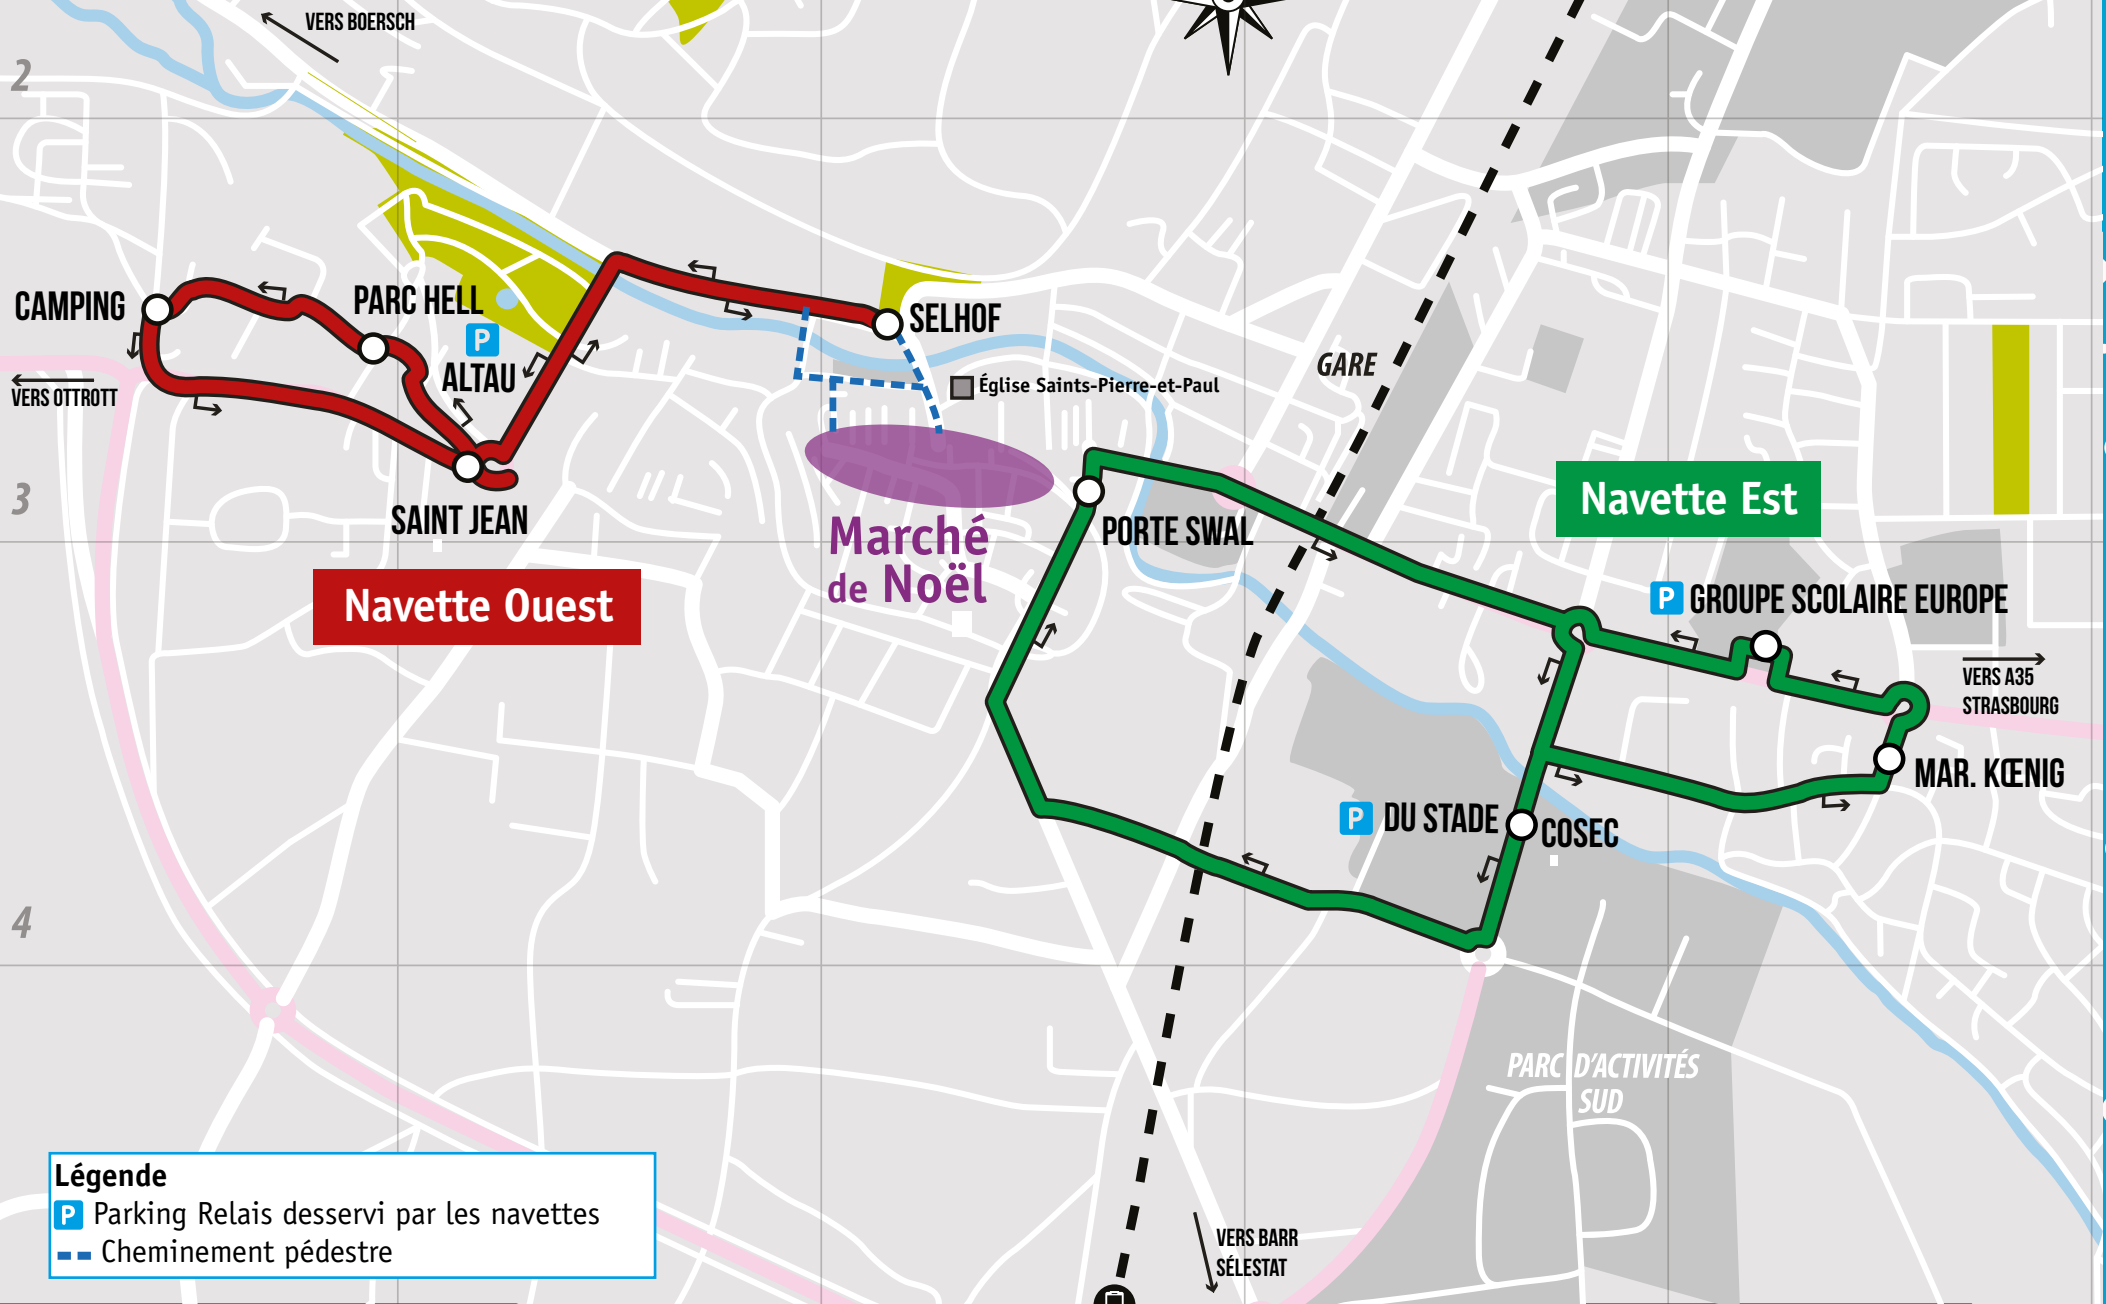 VERS BOERSCH
2
CAMPING
PARC HELL
P
ALTAU
SELHOF
GARE
Église Saints-Pierre-et-Paul
VERS OTTROTT
3
SAINT JEAN
Navette Ouest
Marché
de Noël
PORTE SWAL
Navette Est
P GROUPE SCOLAIRE EUROPE
VERS A35
STRASBOURG
MAR. KŒNIG
P DU STADE
COSEC
4
PARC D'ACTIVITÉS
SUD
Légende
P Parking Relais desservi par les navettes
Cheminement pédestre
VERS BARR
SÉLESTAT